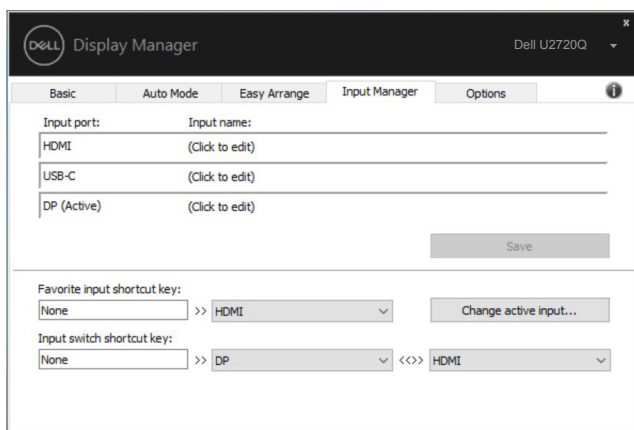 x
DELL Display Manager Dell U2720Q
Basic Auto Mode Easy Arrange Input Manager Options i
Input port: Input name:
HDMI (Click to edit)
USB-C (Click to edit)
DP (Active) (Click to edit)
Save
Favorite input shortcut key:
None >> HDMI Change active input...
Input switch shortcut key:
None >> DP <<>> HDMI